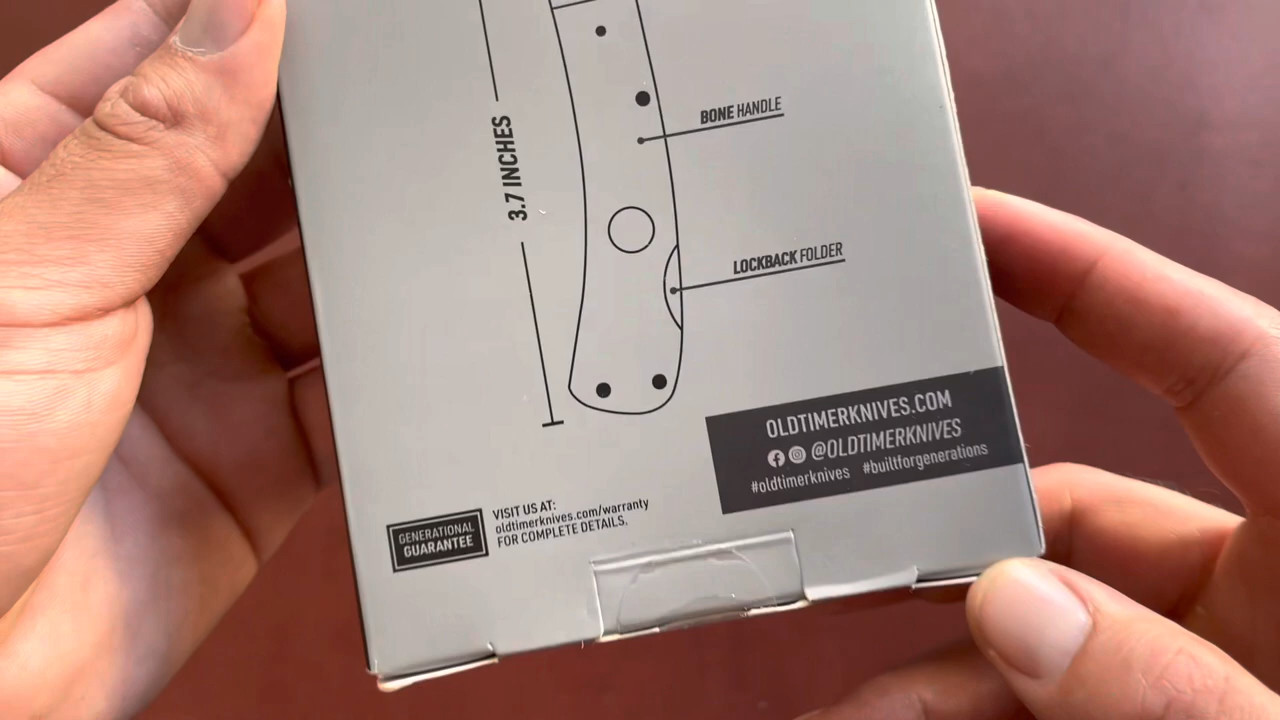 BONE HANDLE
3.7 INCHES
LOCKBACK FOLDER
OLDTIMERKNIVES.COM
@OLDTIMERKNIVES
#oldtimerknives #builtforgenerations
GENERATIONAL
GUARANTEE
VISIT US AT:
oldtimerknives.com/warranty
FOR COMPLETE DETAILS.